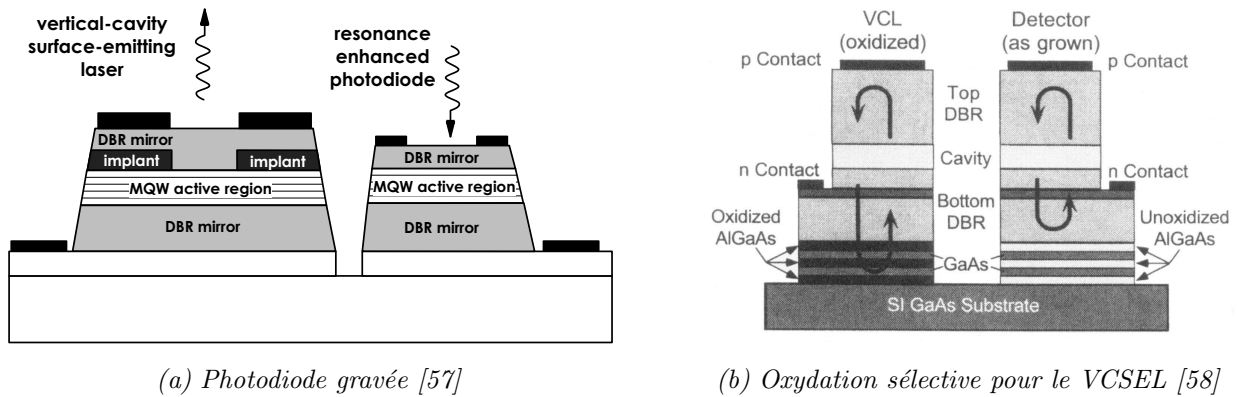 vertical-cavity
surface-emitting
laser
resonance
enhanced
photodiode
DBR mirror
implant
implant
MQW active region
DBR mirror
DBR mirror
MQW active region
DBR mirror
(a) Photodiode gravée [57]
VCL
(oxidized)
Detector
(as grown)
p Contact
p Contact
Top
DBR
Cavity
n Contact
n Contact
Bottom
DBR
Oxidized
AlGaAs
GaAs
Unoxidized
AlGaAs
SI GaAs Substrate
(b) Oxydation sélective pour le VCSEL [58]